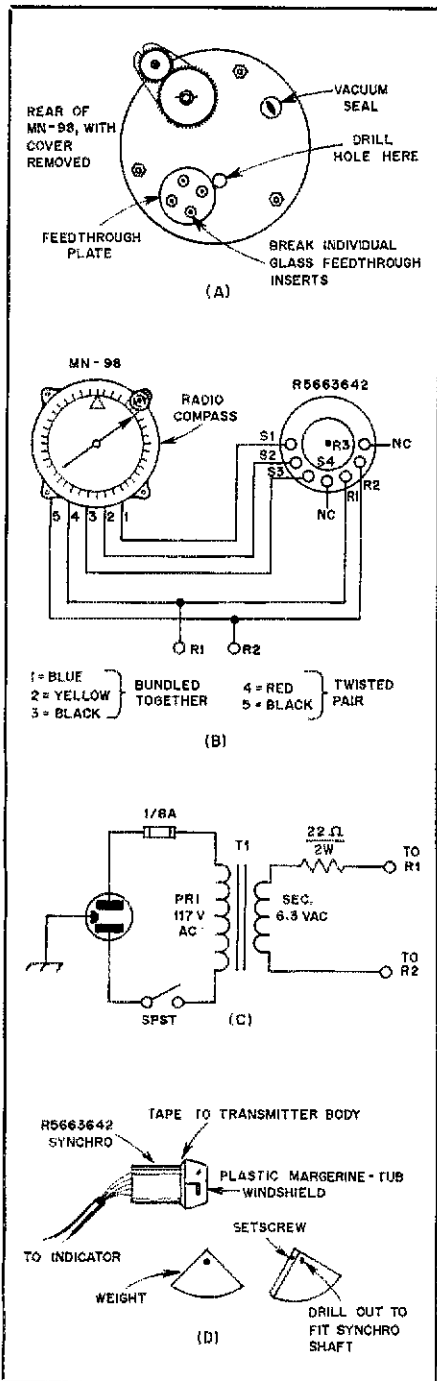 REAR OF
MN-98, WITH
COVER
REMOVED
VACUUM
SEAL
DRILL
HOLE HERE
FEEDTHROUGH
PLATE
BREAK INDIVIDUAL
GLASS FEEDTHROUGH
INSERTS
(A)
MN-98
R5663642
RADIO
COMPASS
S1
S2
S3
S4
R3
NC
R2
R1
NC
5 4 3 2 1
R1 R2
1 = BLUE
2 = YELLOW
3 = BLACK
BUNDLED
TOGETHER
4 = RED
5 = BLACK
TWISTED
PAIR
(B)
1/8A
T1
22 Ω
2W
TO
R1
PRI
117 V
AC
SEC.
6.3 VAC
TO
R2
SPST
(C)
TAPE TO TRANSMITTER BODY
R5663642
SYNCHRO
PLASTIC MARGERINE-TUB
WINDSHIELD
SETSCREW
TO INDICATOR
WEIGHT
DRILL OUT TO
FIT SYNCHRO
SHAFT
(D)